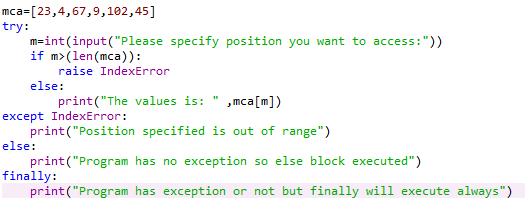 mca=[23,4,67,9,102,45]
try:
    m=int(input("Please specify position you want to access:"))
    if m>(len(mca)):
        raise IndexError
    else:
        print("The values is: " ,mca[m])
except IndexError:
    print("Position specified is out of range")
else:
    print("Program has no exception so else block executed")
finally:
    print("Program has exception or not but finally will execute always")